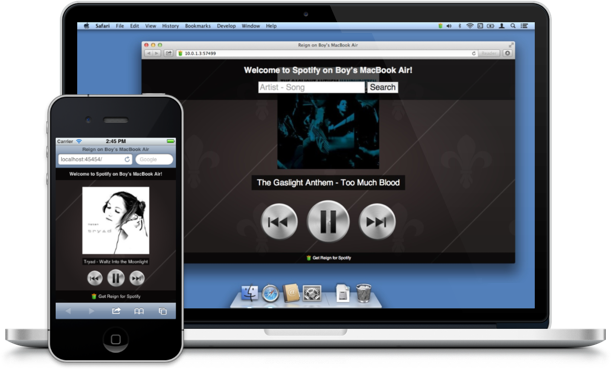 Safari File Edit View History Bookmarks Develop Window Help
Reign on Boy's MacBook Air
10.0.1.3:57499
Welcome to Spotify on Boy's MacBook Air!
Artist - Song Search
The Gaslight Anthem - Too Much Blood
Get Reign for Spotify
Carrier 2:45 PM
Reign on Boy's MacBook Air
localhost:45454/ Google
Welcome to Spotify on Boy's MacBook Air!
tryad
Tryad - Waltz Into the Moonlight
Get Reign for Spotify